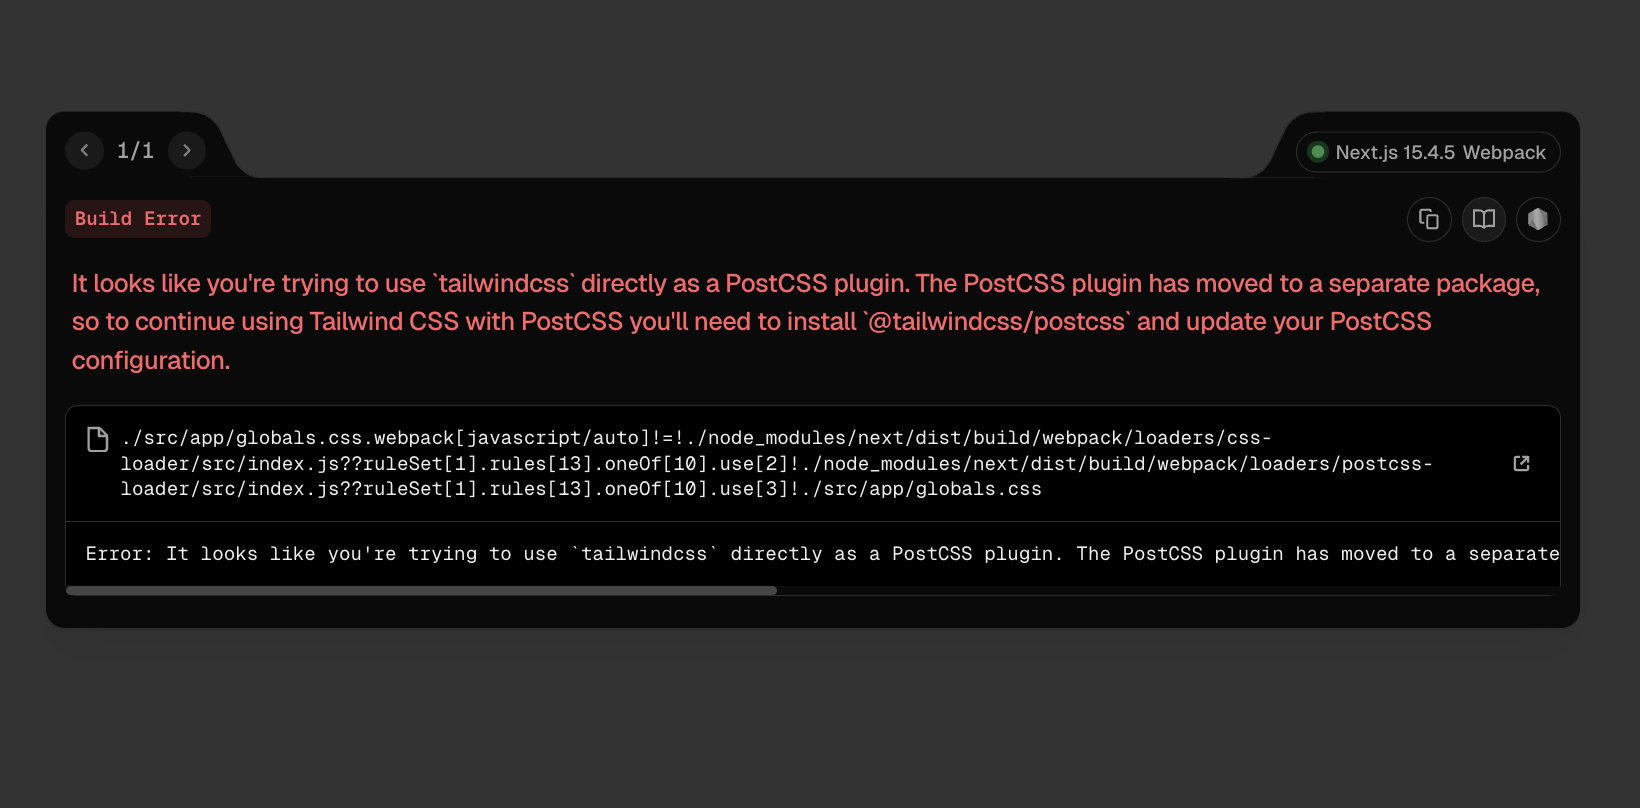 1/1
Next.js 15.4.5 Webpack
Build Error
It looks like you're trying to use `tailwindcss` directly as a PostCSS plugin. The PostCSS plugin has moved to a separate package,
so to continue using Tailwind CSS with PostCSS you'll need to install `@tailwindcss/postcss` and update your PostCSS
configuration.
./src/app/globals.css.webpack[javascript/auto]!=!./node_modules/next/dist/build/webpack/loaders/css-
loader/src/index.js??ruleSet[1].rules[13].oneOf[10].use[2]!./node_modules/next/dist/build/webpack/loaders/postcss-
loader/src/index.js??ruleSet[1].rules[13].oneOf[10].use[3]!./src/app/globals.css
Error: It looks like you're trying to use `tailwindcss` directly as a PostCSS plugin. The PostCSS plugin has moved to a separate